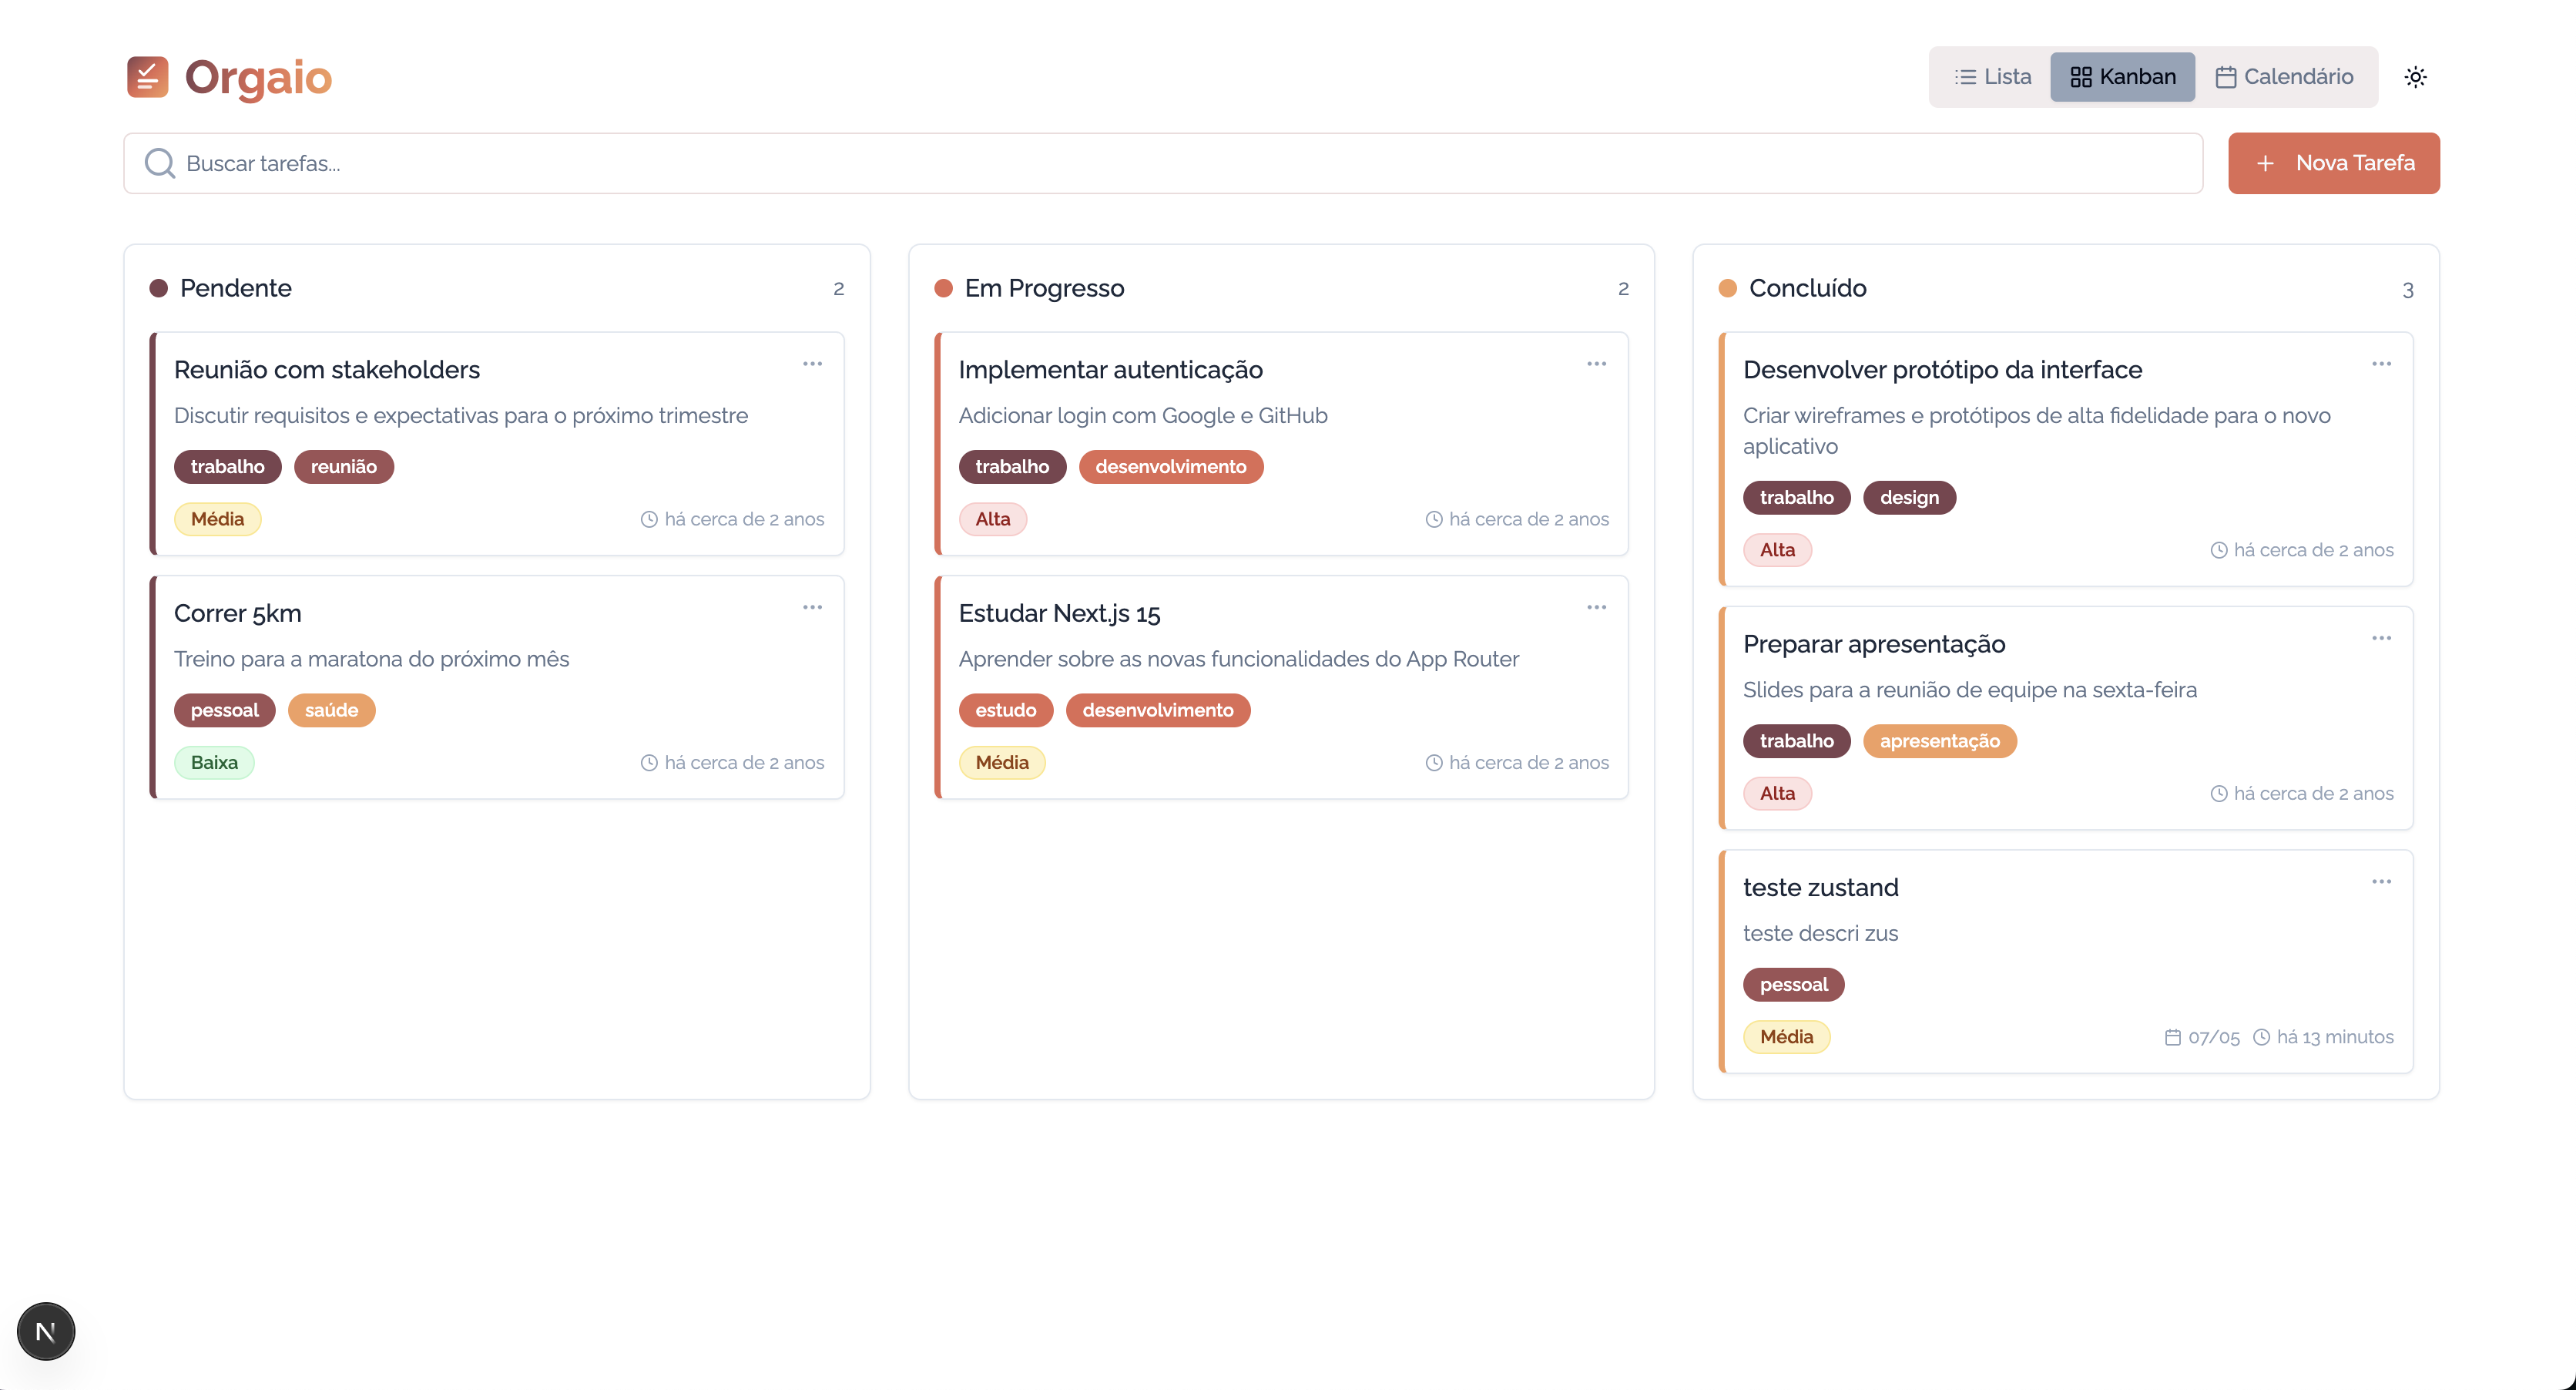 Orgaio
Lista
Kanban
Calendário
Buscar tarefas...
+ Nova Tarefa
Pendente 2
Reunião com stakeholders
Discutir requisitos e expectativas para o próximo trimestre
trabalho reunião
Média há cerca de 2 anos
Correr 5km
Treino para a maratona do próximo mês
pessoal saúde
Baixa há cerca de 2 anos
Em Progresso 2
Implementar autenticação
Adicionar login com Google e GitHub
trabalho desenvolvimento
Alta há cerca de 2 anos
Estudar Next.js 15
Aprender sobre as novas funcionalidades do App Router
estudo desenvolvimento
Média há cerca de 2 anos
Concluído 3
Desenvolver protótipo da interface
Criar wireframes e protótipos de alta fidelidade para o novo
aplicativo
trabalho design
Alta há cerca de 2 anos
Preparar apresentação
Slides para a reunião de equipe na sexta-feira
trabalho apresentação
Alta há cerca de 2 anos
teste zustand
teste descri zus
pessoal
Média 07/05 há 13 minutos
N